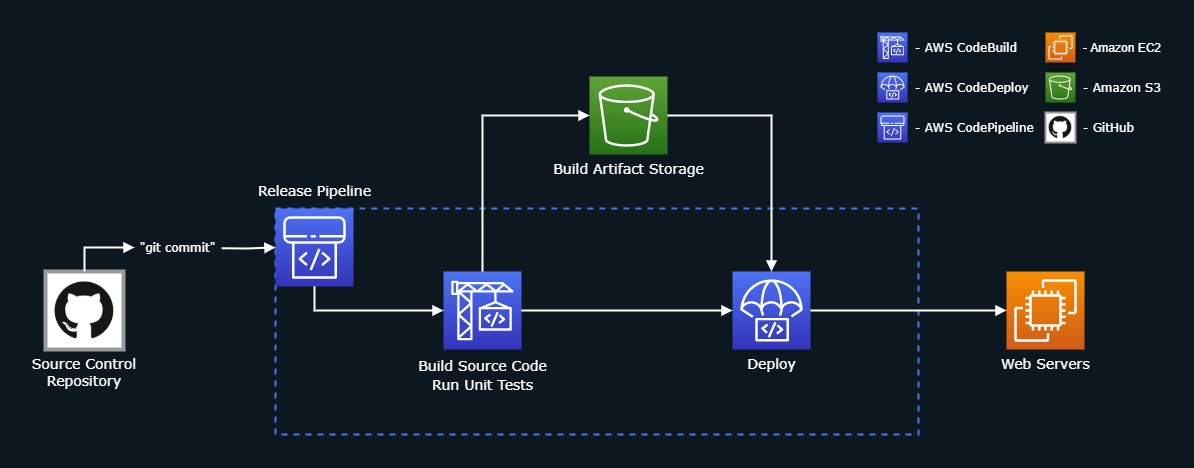 - AWS CodeBuild
- Amazon EC2
- AWS CodeDeploy
- Amazon S3
- AWS CodePipeline
- GitHub
Build Artifact Storage
Release Pipeline
"git commit"
Source Control
Repository
Build Source Code
Run Unit Tests
Deploy
Web Servers